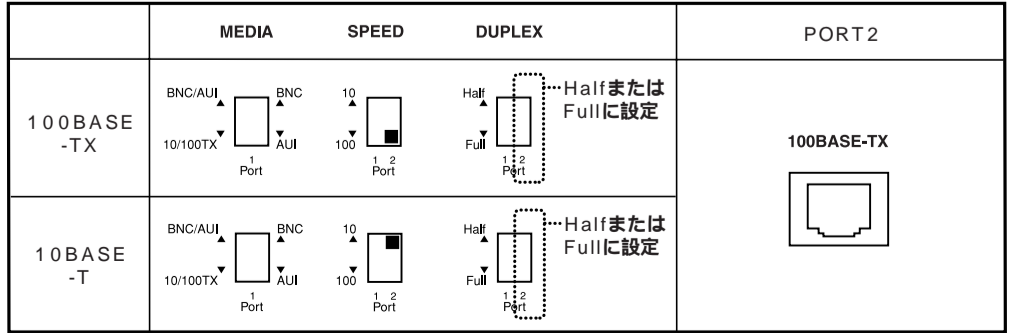 MEDIA SPEED DUPLEX PORT2
100BASE
-TX
BNC/AUI BNC
10/100TX AUI
1
Port
10
100
1 2
Port
Half
Full
1 2
Port
Halfまたは
Fullに設定
100BASE-TX
10BASE
-T
BNC/AUI BNC
10/100TX AUI
1
Port
10
100
1 2
Port
Half
Full
1 2
Port
Halfまたは
Fullに設定